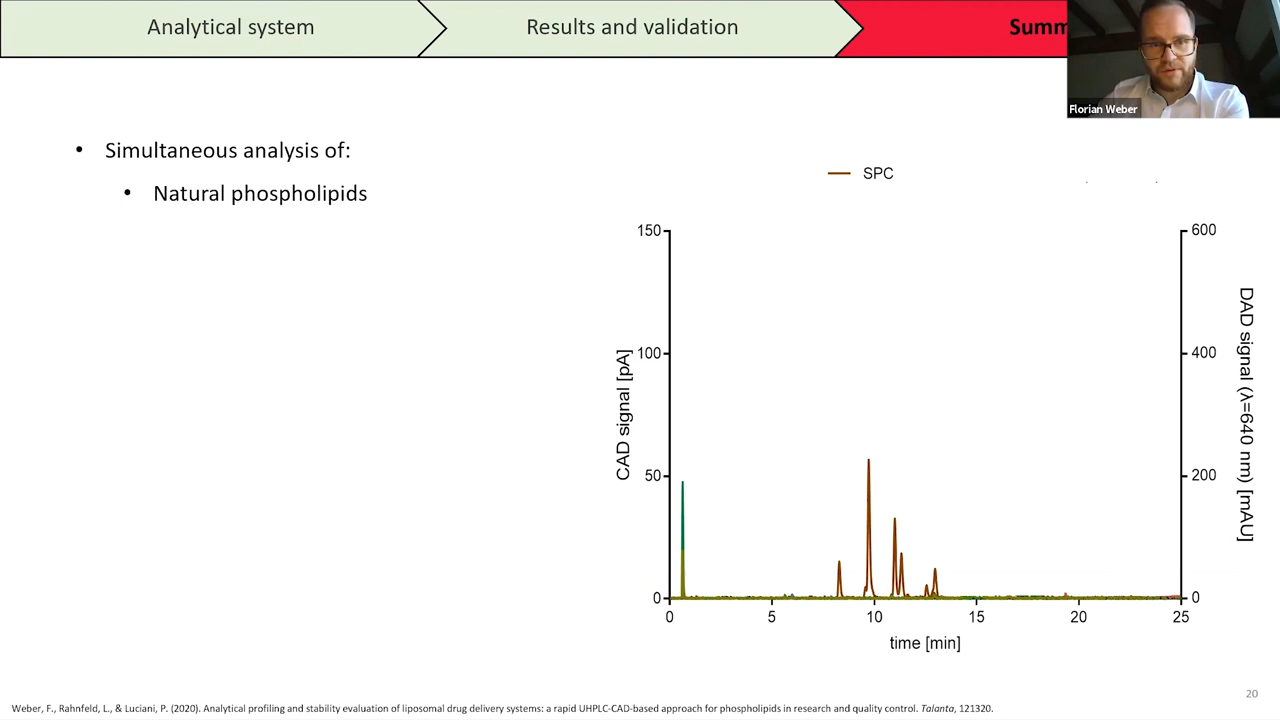 Analytical system
Results and validation
Summ
Florian Weber
• Simultaneous analysis of:
• Natural phospholipids
SPC
150
100
50
0
600
400
200
0
CAD signal [pA]
DAD signal (λ=640 nm) [mAU]
0 5 10 15 20 25
time [min]
20
Weber, F., Rahnfeld, L., & Luciani, P. (2020). Analytical profiling and stability evaluation of liposomal drug delivery systems: a rapid UHPLC-CAD-based approach for phospholipids in research and quality control. Talanta, 121320.